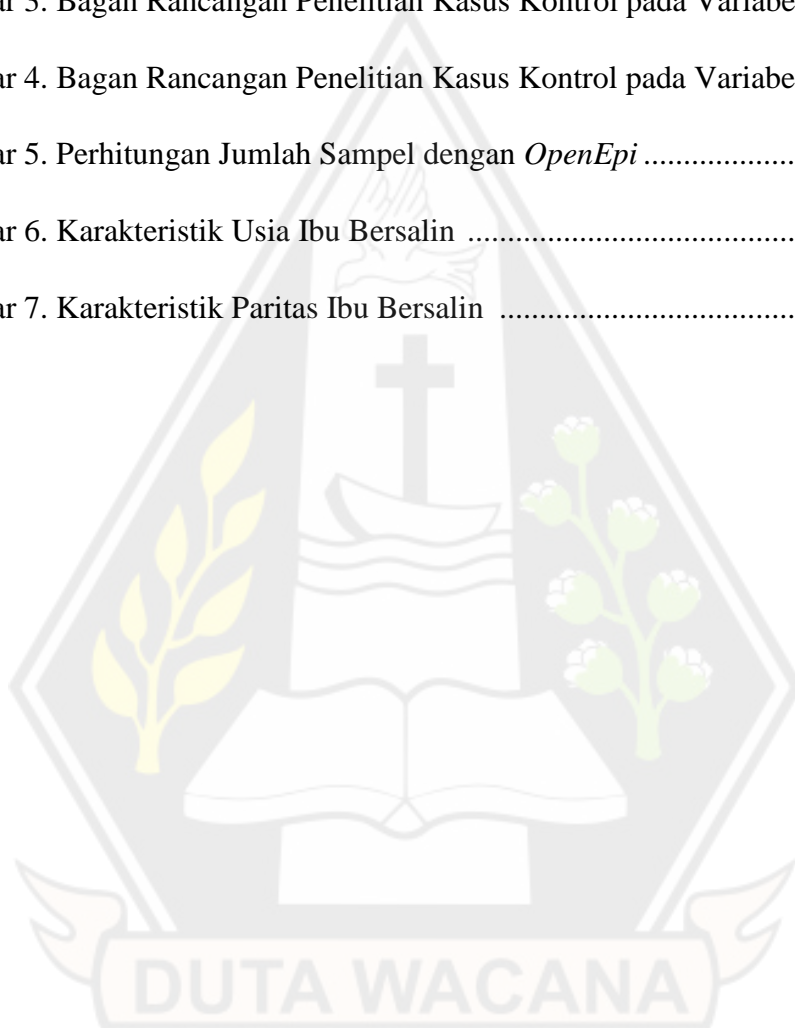 ar 3. Bagan Rancangan Penelitian Kasus Kontrol pada Variabe
ar 4. Bagan Rancangan Penelitian Kasus Kontrol pada Variabe
ar 5. Perhitungan Jumlah Sampel dengan OpenEpi ...................
ar 6. Karakteristik Usia Ibu Bersalin .........................................
ar 7. Karakteristik Paritas Ibu Bersalin .....................................
DUTA WACANA